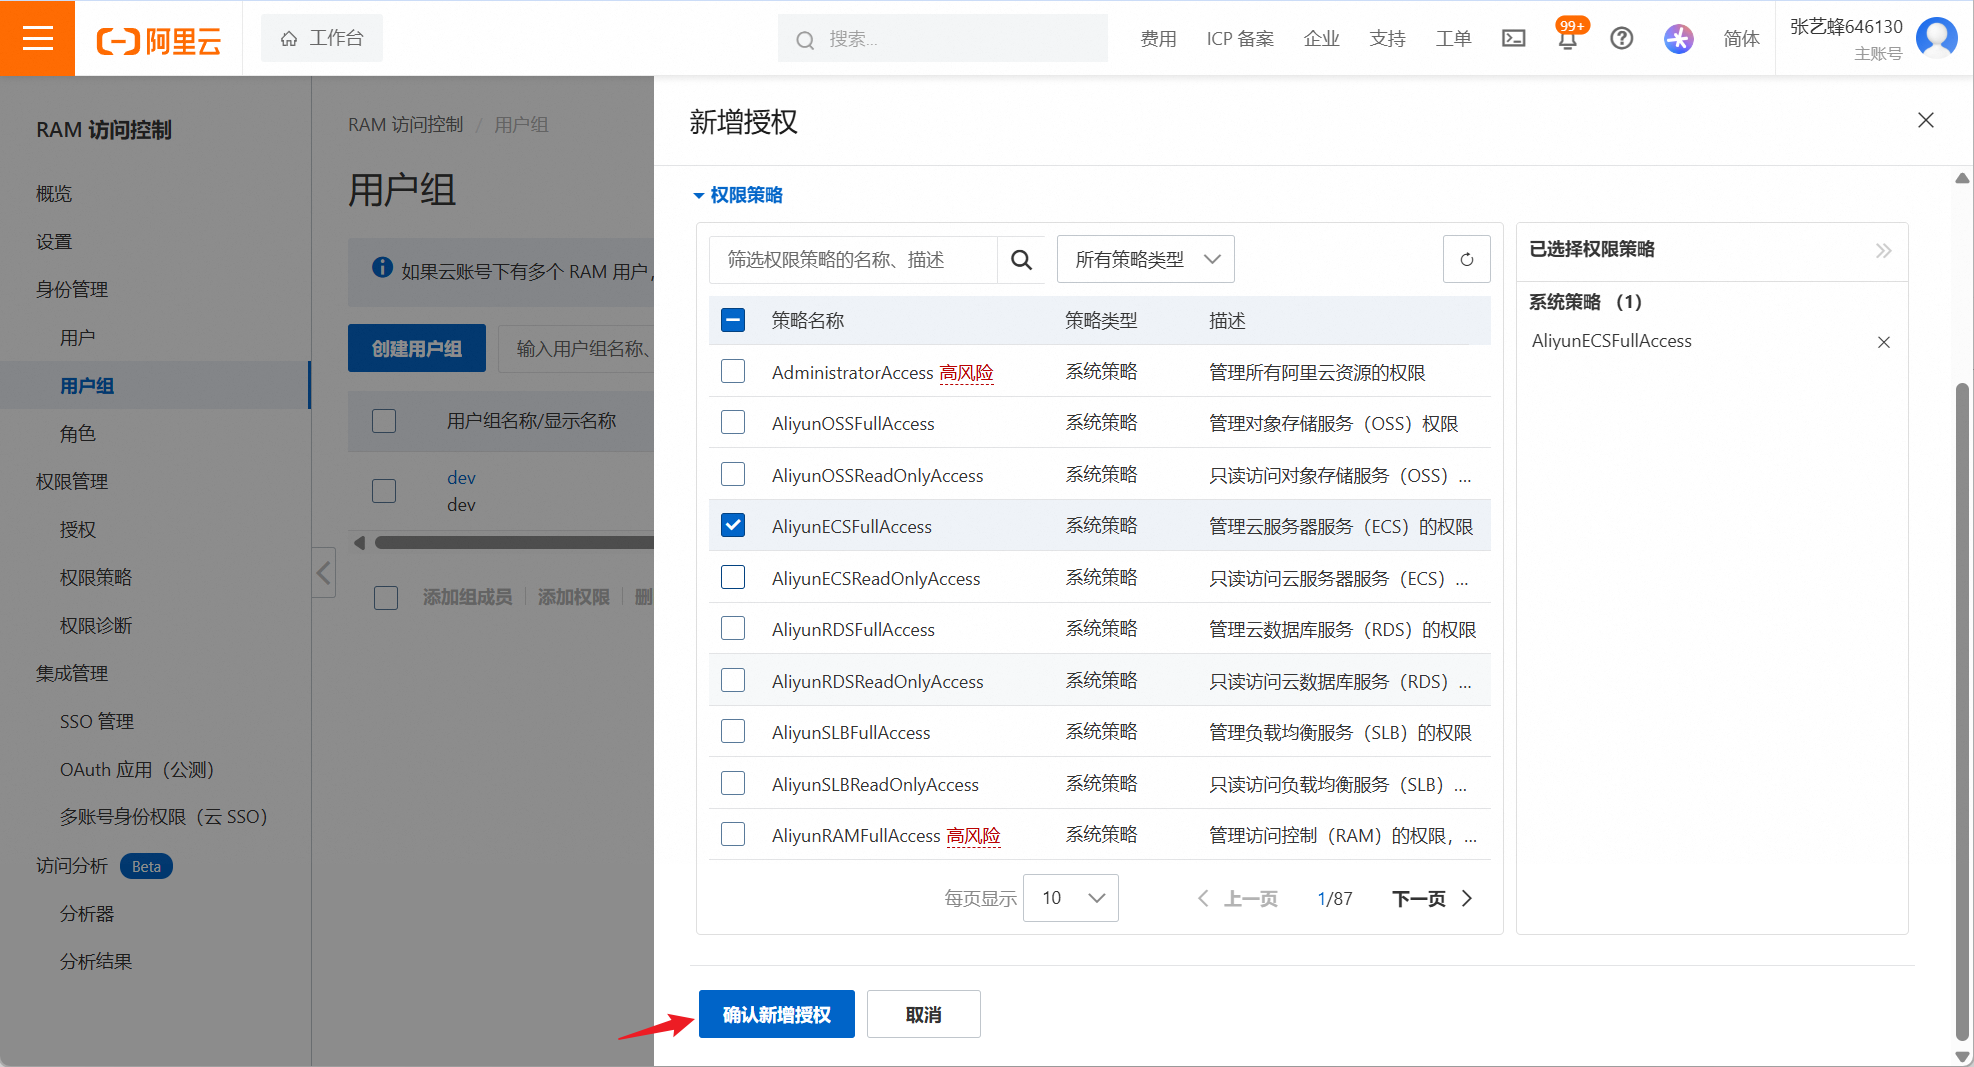 阿里云
工作台
搜索...
费用
ICP 备案
企业
支持
工单
99+
简体
张艺蜂646130
主账号
RAM 访问控制
概览
设置
身份管理
用户
用户组
角色
权限管理
授权
权限策略
权限诊断
集成管理
SSO 管理
OAuth 应用（公测）
多账号身份权限（云 SSO）
访问分析 Beta
分析器
分析结果
RAM 访问控制 / 用户组
用户组
如果云账号下有多个 RAM 用户，
创建用户组
输入用户组名称、
用户组名称/显示名称
dev
dev
添加组成员
添加权限
删
新增授权
权限策略
筛选权限策略的名称、描述
所有策略类型
策略名称 策略类型 描述
AdministratorAccess 高风险 系统策略 管理所有阿里云资源的权限
AliyunOSSFullAccess 系统策略 管理对象存储服务（OSS）权限
AliyunOSSReadOnlyAccess 系统策略 只读访问对象存储服务（OSS）...
AliyunECSFullAccess 系统策略 管理云服务器服务（ECS）的权限
AliyunECSReadOnlyAccess 系统策略 只读访问云服务器服务（ECS）...
AliyunRDSFullAccess 系统策略 管理云数据库服务（RDS）的权限
AliyunRDSReadOnlyAccess 系统策略 只读访问云数据库服务（RDS）...
AliyunSLBFullAccess 系统策略 管理负载均衡服务（SLB）的权限
AliyunSLBReadOnlyAccess 系统策略 只读访问负载均衡服务（SLB）...
AliyunRAMFullAccess 高风险 系统策略 管理访问控制（RAM）的权限，...
每页显示 10 上一页 1/87 下一页
已选择权限策略
系统策略 （1）
AliyunECSFullAccess
确认新增授权
取消